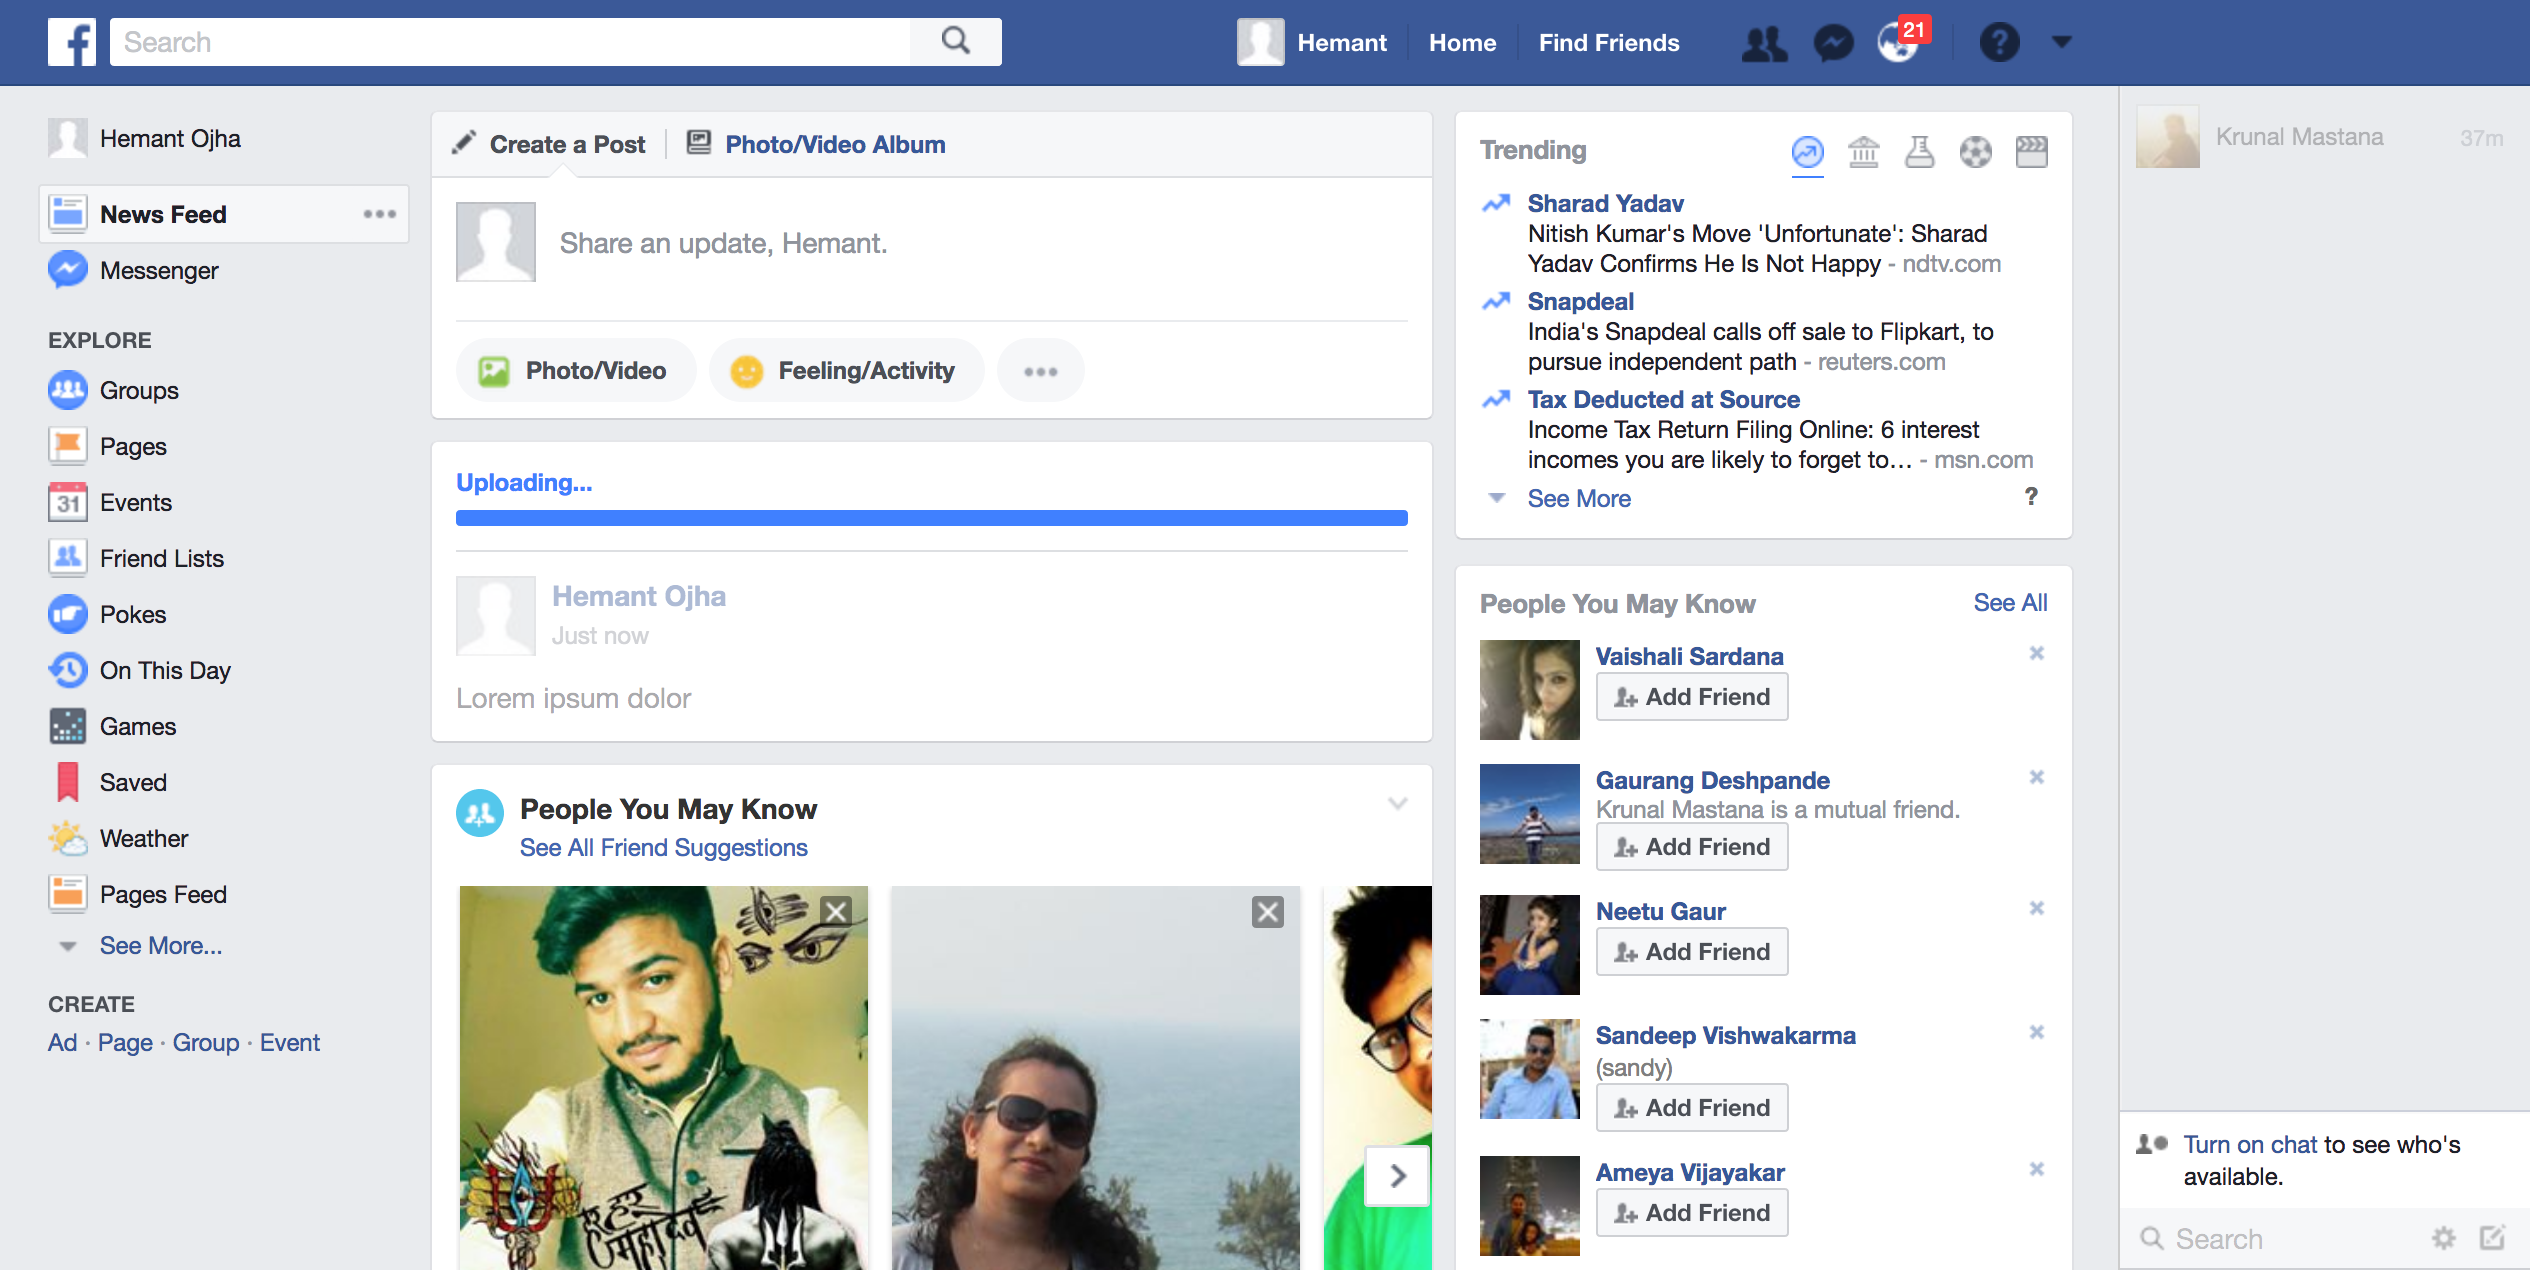 Search
Hemant
Home
Find Friends
21
?
Hemant Ojha
News Feed
Messenger
EXPLORE
Groups
Pages
31
Events
Friend Lists
Pokes
On This Day
Games
Saved
Weather
Pages Feed
See More...
CREATE
Ad · Page · Group · Event
Create a Post
Photo/Video Album
Share an update, Hemant.
Photo/Video
Feeling/Activity
Uploading...
Hemant Ojha
Just now
Lorem ipsum dolor
People You May Know
See All Friend Suggestions
Trending
Sharad Yadav
Nitish Kumar's Move 'Unfortunate': Sharad
Yadav Confirms He Is Not Happy - ndtv.com
Snapdeal
India's Snapdeal calls off sale to Flipkart, to
pursue independent path - reuters.com
Tax Deducted at Source
Income Tax Return Filing Online: 6 interest
incomes you are likely to forget to… - msn.com
See More
?
People You May Know
See All
Vaishali Sardana
Add Friend
Gaurang Deshpande
Krunal Mastana is a mutual friend.
Add Friend
Neetu Gaur
Add Friend
Sandeep Vishwakarma
(sandy)
Add Friend
Ameya Vijayakar
Add Friend
Krunal Mastana
37m
Turn on chat to see who's
available.
Search